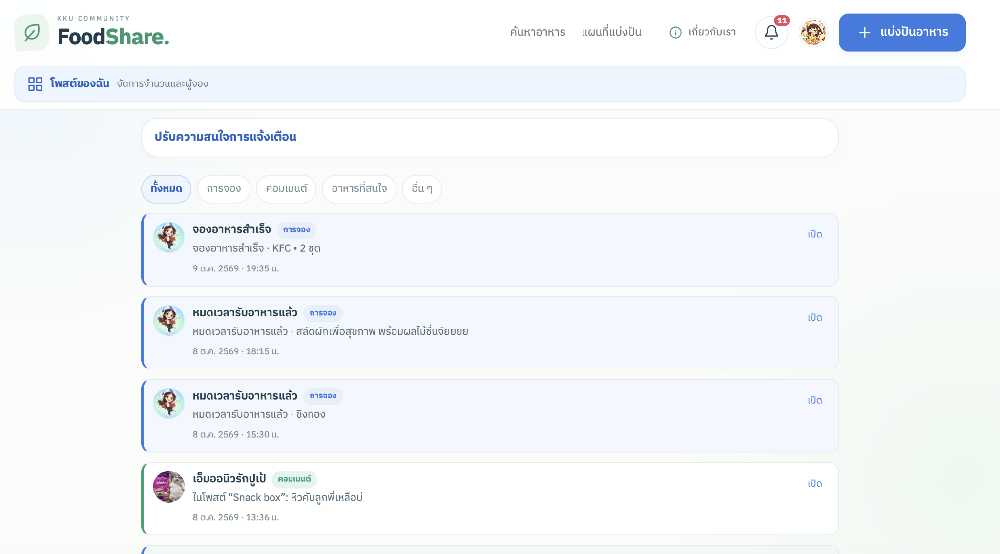 KKU COMMUNITY
FoodShare.
ค้นหาอาหาร
แผนที่แบ่งปัน
เกี่ยวกับเรา
11
แบ่งปันอาหาร
โพสต์ของฉัน จัดการจำนวนและผู้จอง
ปรับความสนใจการแจ้งเตือน
ทั้งหมด
การจอง
คอมเมนต์
อาหารที่สนใจ
อื่น ๆ
จองอาหารสำเร็จ การจอง
เปิด
จองอาหารสำเร็จ · KFC • 2 ชุด
9 ต.ค. 2569 · 19:35 น.
หมดเวลารับอาหารแล้ว การจอง
เปิด
หมดเวลารับอาหารแล้ว · สลัดผักเพื่อสุขภาพ พร้อมผลไม้ชื่นจัยยยย
8 ต.ค. 2569 · 18:15 น.
หมดเวลารับอาหารแล้ว การจอง
เปิด
หมดเวลารับอาหารแล้ว · ขิงทอง
8 ต.ค. 2569 · 15:30 น.
เอ็มออนิวรักปูเป้ คอมเมนต์
เปิด
ในโพสต์ “Snack box”: หิวคับลูกพี่เหลือบ่
8 ต.ค. 2569 · 13:36 น.